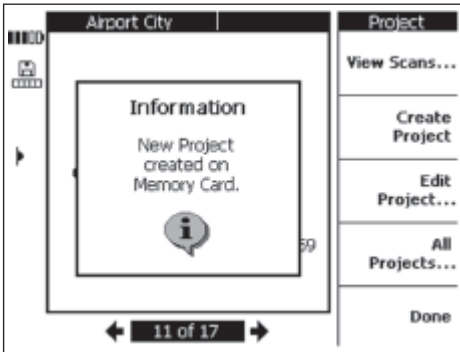 Airport City
Project
View Scans...
Information
Create
Project
New Project
created on
Memory Card.
Edit
Project...
59
All
Projects...
Done
11 of 17